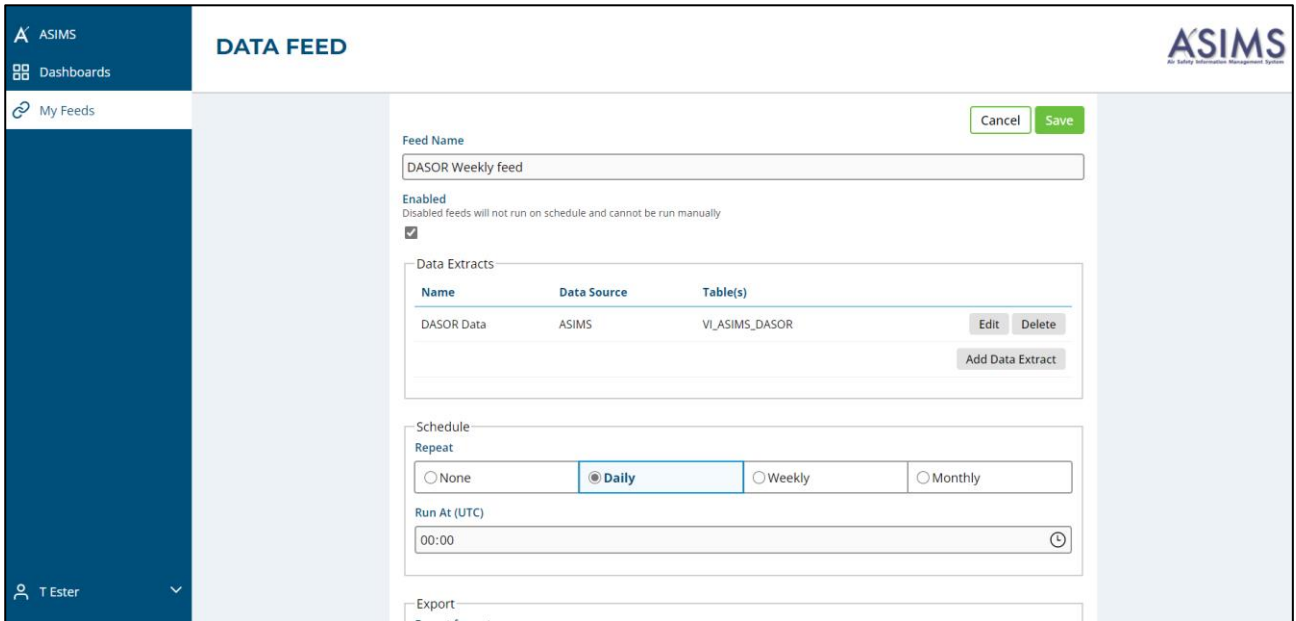 ASIMS
Dashboards
My Feeds
T Ester
DATA FEED
ASIMS
Air Safety Information Management System
Cancel Save
Feed Name
DASOR Weekly feed
Enabled
Disabled feeds will not run on schedule and cannot be run manually
Data Extracts
Name Data Source Table(s)
DASOR Data ASIMS VI_ASIMS_DASOR Edit Delete
Add Data Extract
Schedule
Repeat
None Daily Weekly Monthly
Run At (UTC)
00:00
Export